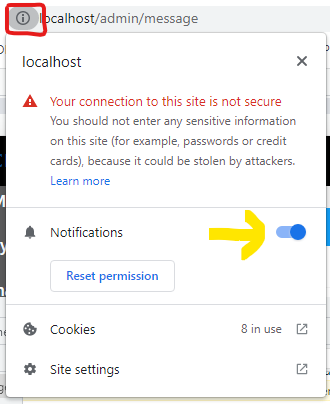 localhost/admin/message
localhost
Your connection to this site is not secure
You should not enter any sensitive information
on this site (for example, passwords or credit
cards), because it could be stolen by attackers.
Learn more
Notifications
Reset permission
Cookies
8 in use
Site settings